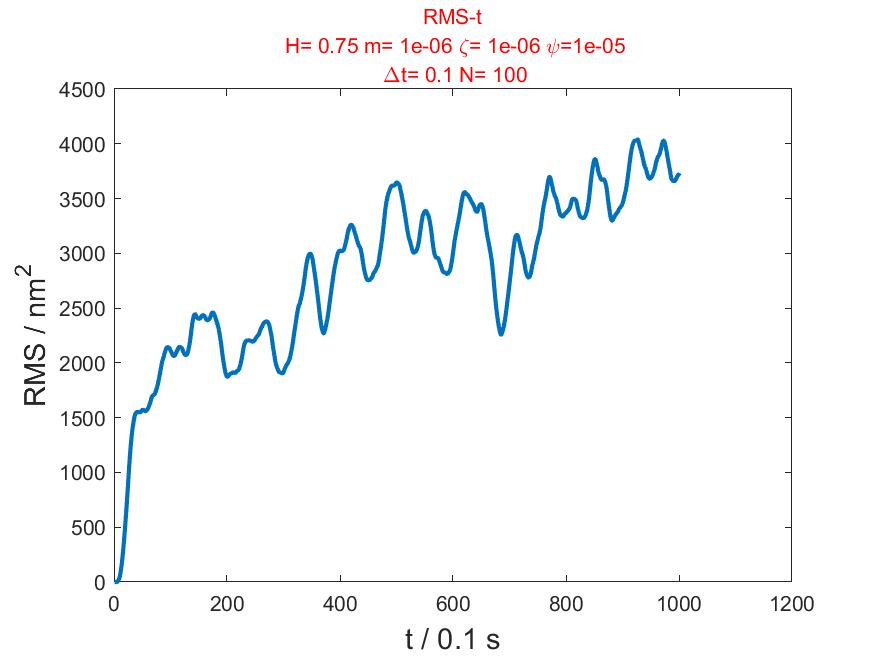 RMS-t
H= 0.75 m= 1e-06 ζ= 1e-06 ψ=1e-05
Δt= 0.1 N= 100
4500
4000
3500
3000
2500
2000
1500
1000
500
0
RMS / nm²
0 200 400 600 800 1000 1200
t / 0.1 s